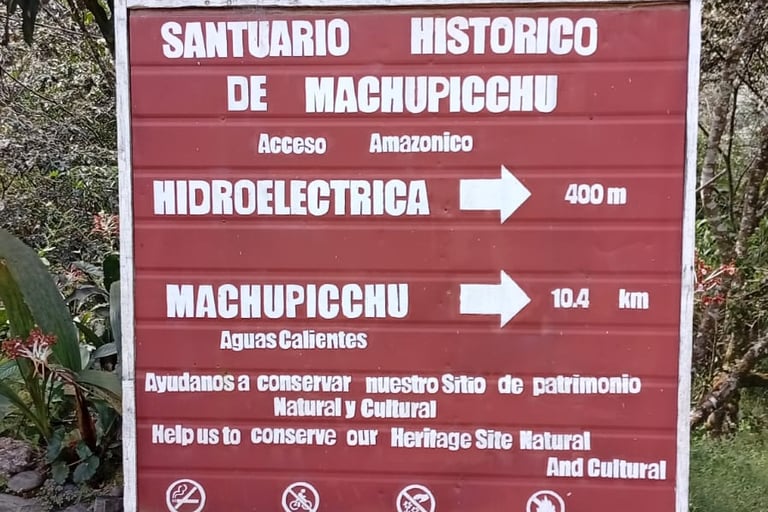 SANTUARIO HISTORICO
DE MACHUPICCHU
Acceso Amazonico
HIDROELECTRICA 400 m
MACHUPICCHU 10.4 km
Aguas Calientes
Ayudanos a conservar nuestro Sitio de patrimonio
Natural y Cultural
Help us to conserve our Heritage Site Natural
And Cultural